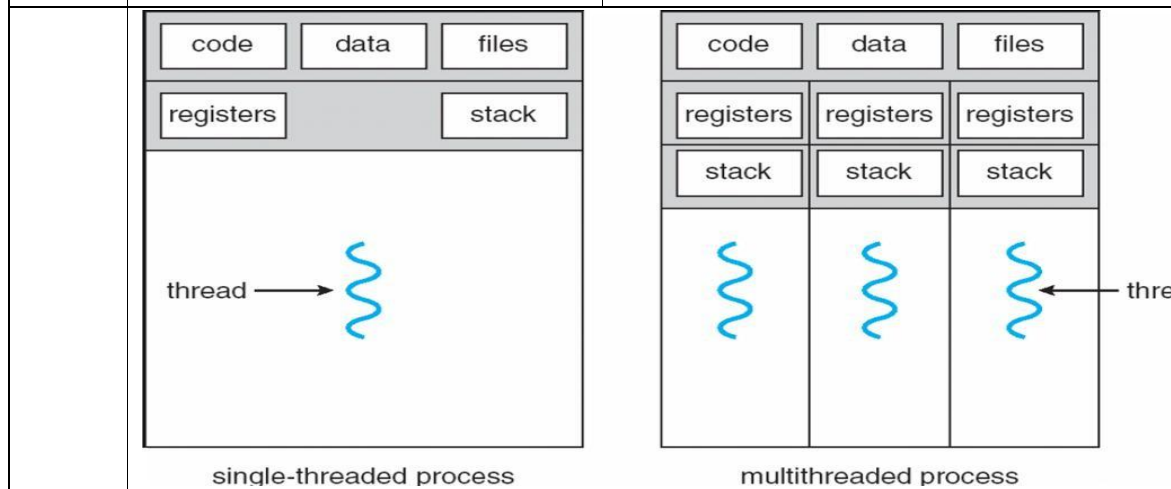 code data files code data files
registers stack registers registers registers
stack stack stack
thread thre
single-threaded process multithreaded process